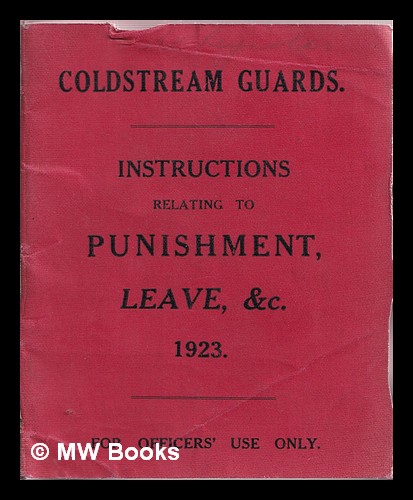 COLDSTREAM GUARDS.
INSTRUCTIONS
RELATING TO
PUNISHMENT,
LEAVE, &c.
1923.
FOR OFFICERS' USE ONLY.
© MW Books